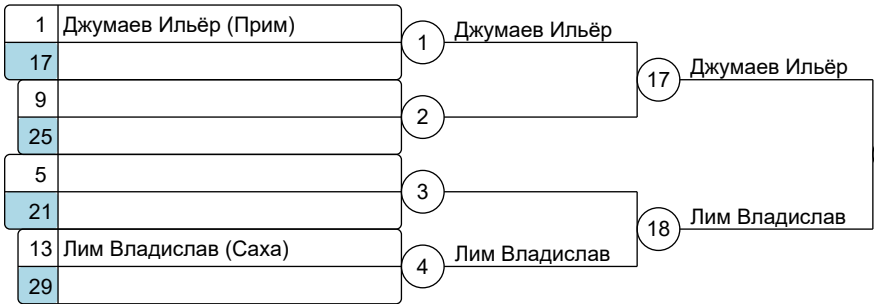 1 Джумаев Ильёр (Прим)
17
1 Джумаев Ильёр
9
25
2
17 Джумаев Ильёр
5
21
3
13 Лим Владислав (Саха)
29
4 Лим Владислав
18 Лим Владислав